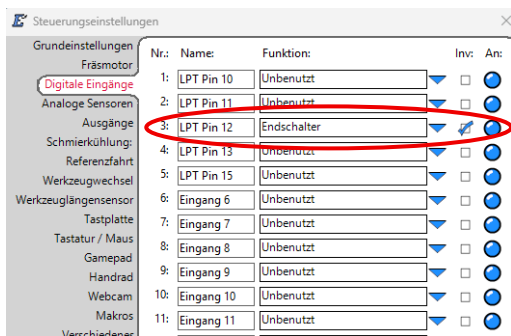 Steuerungseinstellungen
Grundeinstellungen
Fräsmotor
Digitale Eingänge
Analoge Sensoren
Ausgänge
Schmierkühlung:
Referenzfahrt
Werkzeugwechsel
Werkzeuglängensensor
Tastplatte
Tastatur / Maus
Gamepad
Handrad
Webcam
Makros
Verschiedenes
Nr.: Name: Funktion: Inv: An:
1: LPT Pin 10 Unbenutzt
2: LPT Pin 11 Unbenutzt
3: LPT Pin 12 Endschalter
4: LPT Pin 13 Unbenutzt
5: LPT Pin 15 Unbenutzt
6: Eingang 6 Unbenutzt
7: Eingang 7 Unbenutzt
8: Eingang 8 Unbenutzt
9: Eingang 9 Unbenutzt
10: Eingang 10 Unbenutzt
11: Eingang 11 Unbenutzt